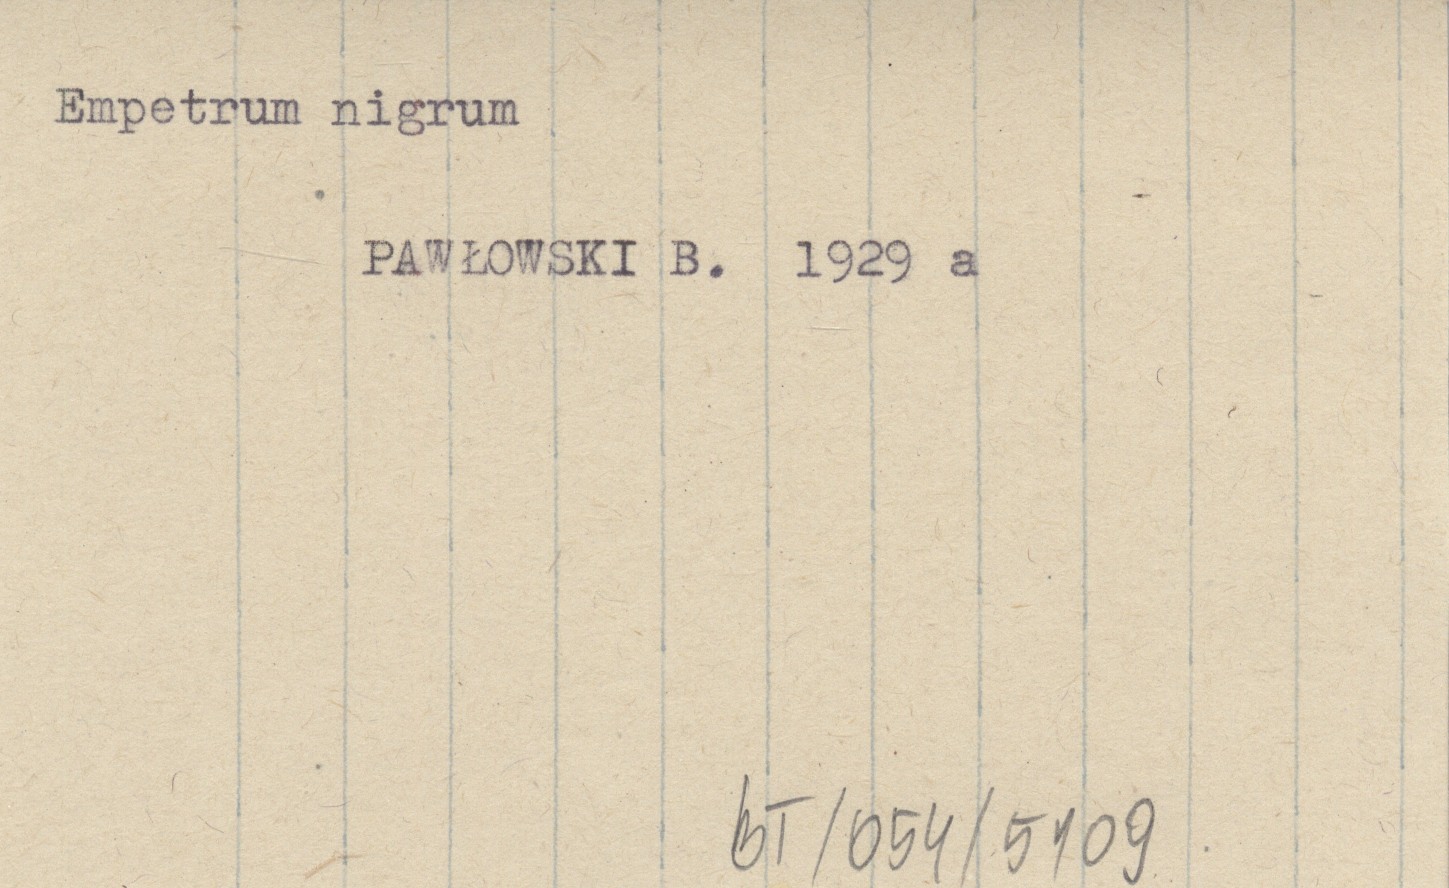 Empetrum nigrum
PAWŁOWSKI B. 1929 a
bT/054/5109